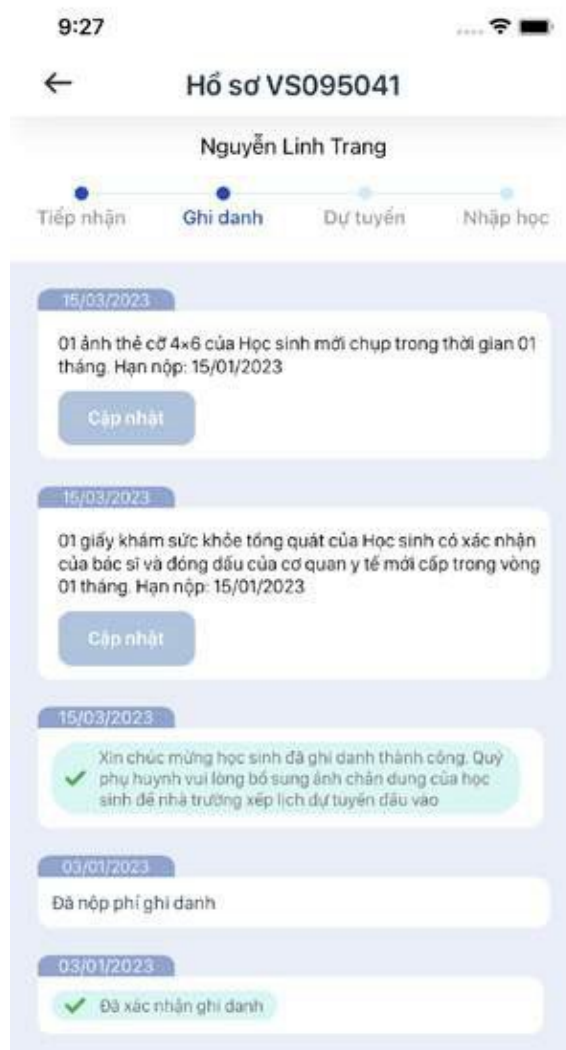 9:27
Hồ sơ VS095041
Nguyễn Linh Trang
Tiếp nhận Ghi danh Dự tuyển Nhập học
15/03/2023
01 ảnh thẻ cỡ 4×6 của Học sinh mới chụp trong thời gian 01
tháng. Hạn nộp: 15/01/2023
Cập nhật
15/03/2023
01 giấy khám sức khỏe tổng quát của Học sinh có xác nhận
của bác sĩ và đóng dấu của cơ quan y tế mới cấp trong vòng
01 tháng. Hạn nộp: 15/01/2023
Cập nhật
15/03/2023
Xin chúc mừng học sinh đã ghi danh thành công. Quý
phụ huynh vui lòng bổ sung ảnh chân dung của học
sinh để nhà trường xếp lịch dự tuyển đầu vào
03/01/2023
Đã nộp phí ghi danh
03/01/2023
Đã xác nhận ghi danh